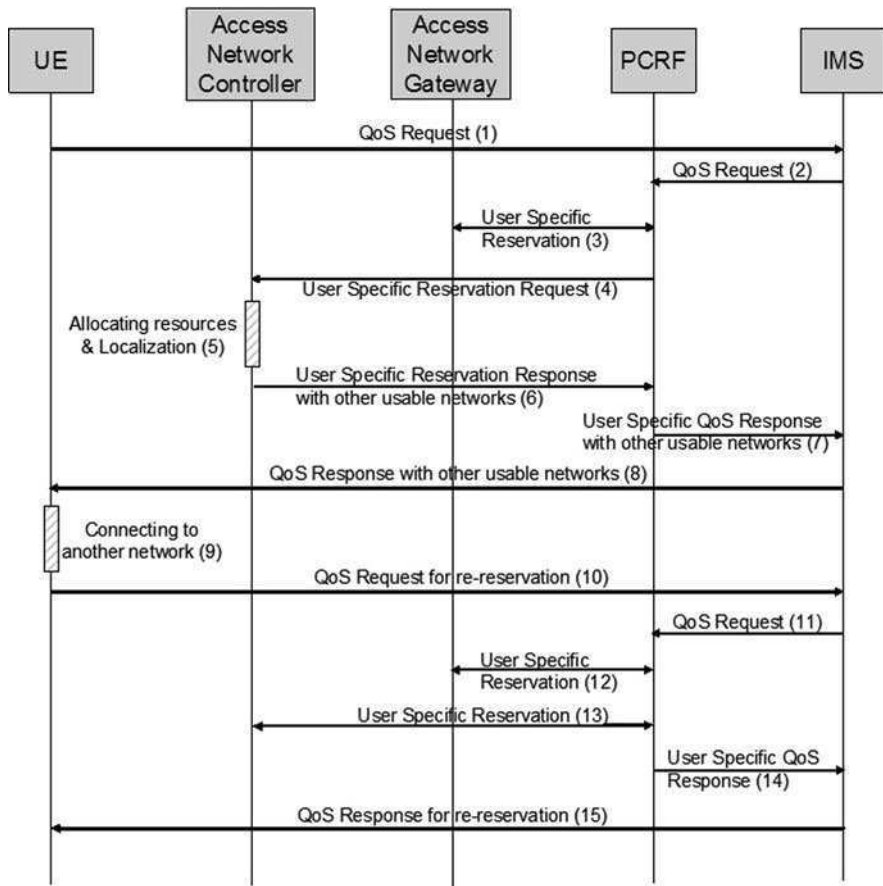 UE
Access
Network
Controller
Access
Network
Gateway
PCRF
IMS
QoS Request (1)
QoS Request (2)
User Specific
Reservation (3)
User Specific Reservation Request (4)
Allocating resources
& Localization (5)
User Specific Reservation Response
with other usable networks (6)
User Specific QoS Response
with other usable networks (7)
QoS Response with other usable networks (8)
Connecting to
another network (9)
QoS Request for re-reservation (10)
QoS Request (11)
User Specific
Reservation (12)
User Specific Reservation (13)
User Specific QoS
Response (14)
QoS Response for re-reservation (15)